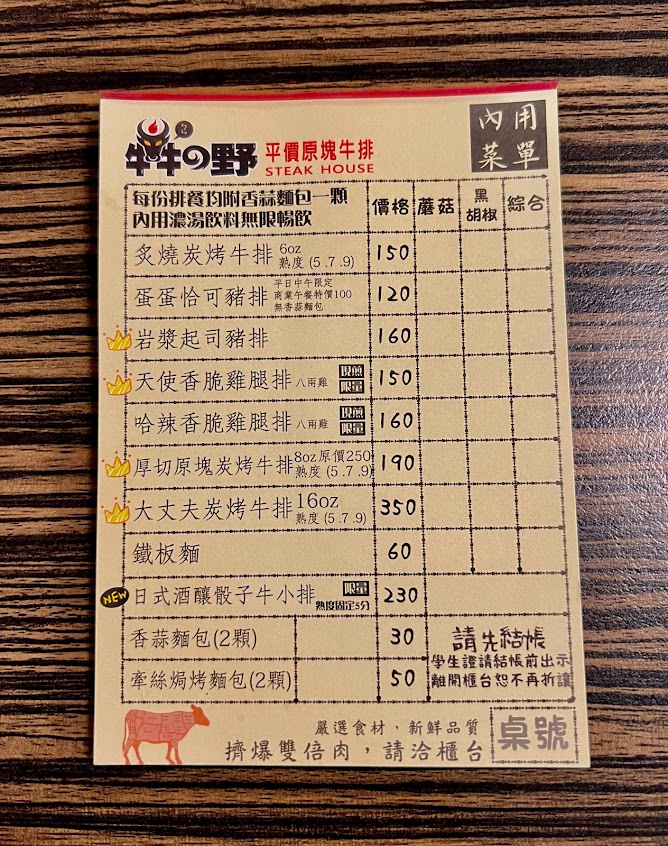 牛牛の野 平價原塊牛排
STEAK HOUSE
內用
菜單
每份排餐均附香蒜麵包一顆
內用濃湯飲料無限暢飲
價格 蘑菇 黑胡椒 綜合
炙燒炭烤牛排 6oz 熟度(5.7.9) 150
蛋蛋恰可豬排 平日中午限定 商業午餐特價100 無香蒜麵包 120
岩漿起司豬排 160
天使香脆雞腿排 八兩雞 現煎 限量 150
哈辣香脆雞腿排 八兩雞 現煎 限量 160
厚切原塊炭烤牛排 8oz原價250 熟度(5.7.9) 190
大丈夫炭烤牛排 16oz 熟度(5.7.9) 350
鐵板麵 60
NEW 日式酒釀骰子牛小排 限量 熟度固定5分 230
香蒜麵包(2顆) 30
牽絲焗烤麵包(2顆) 50
請先結帳
學生證請結帳前出示
離開櫃台恕不再折讓
嚴選食材、新鮮品質
擠爆雙倍肉，請洽櫃台
桌號